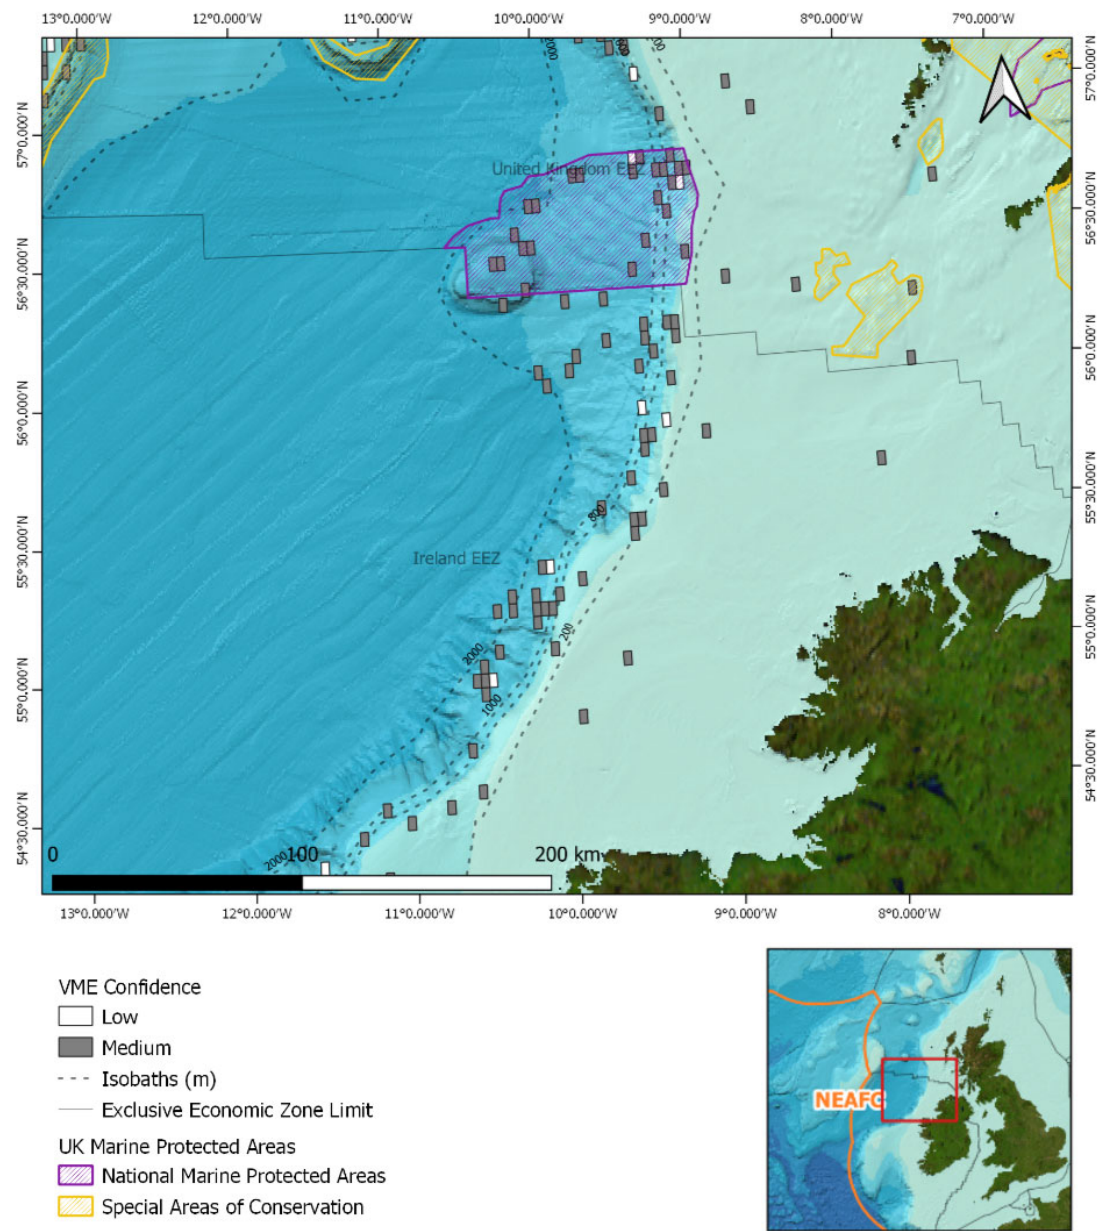 13°0.000'W 12°0.000'W 11°0.000'W 10°0.000'W 9°0.000'W 8°0.000'W 7°0.000'W
2000
600
200
57°0.000'N
57°0.000'N
United Kingdom EEZ
56°30.000'N
56°30.000'N
56°0.000'N
56°0.000'N
55°30.000'N
55°30.000'N
800
Ireland EEZ
200
55°0.000'N
2000
55°0.000'N
1000
54°30.000'N
54°30.000'N
2000
0 100 200 km
13°0.000'W 12°0.000'W 11°0.000'W 10°0.000'W 9°0.000'W 8°0.000'W
VME Confidence
Low
Medium
Isobaths (m)
Exclusive Economic Zone Limit
UK Marine Protected Areas
National Marine Protected Areas
Special Areas of Conservation
NEAFC